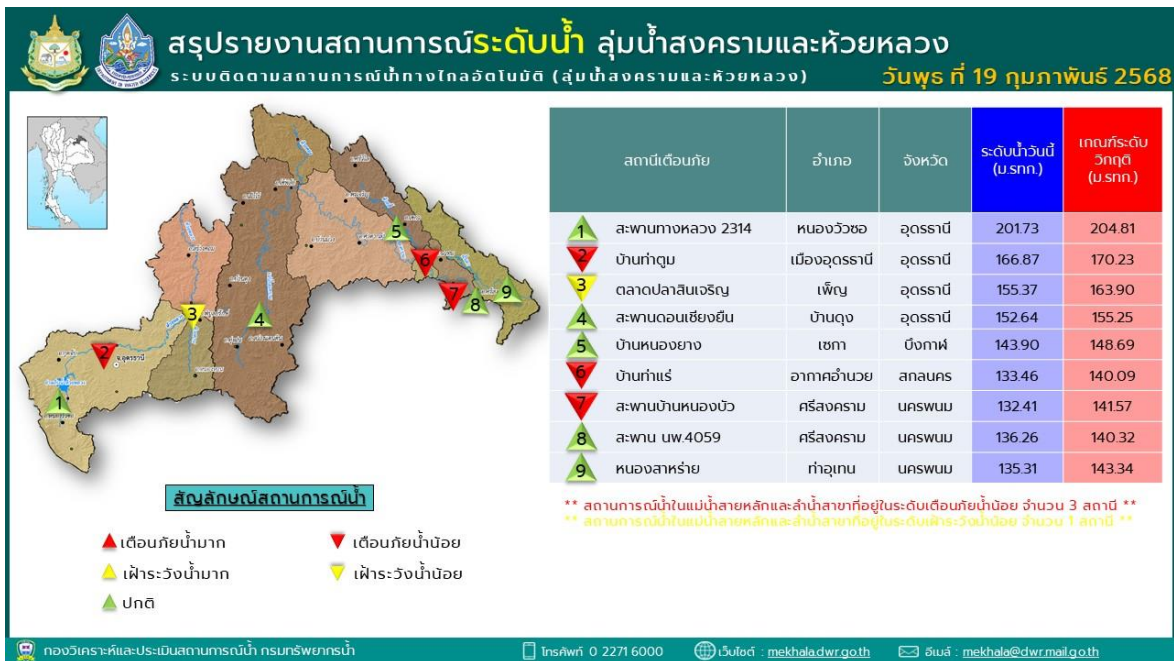 สรุปรายงานสถานการณ์ระดับน้ำ ลุ่มน้ำสงครามและห้วยหลวง
ระบบติดตามสถานการณ์น้ำทางไกลอัตโนมัติ (ลุ่มน้ำสงครามและห้วยหลวง)
วันพุธ ที่ 19 กุมภาพันธ์ 2568
สถานีเตือนภัย อำเภอ จังหวัด ระดับน้ำวันนี้ (ม.รทก.) เกณฑ์ระดับวิกฤติ (ม.รทก.)
1 สะพานทางหลวง 2314 หนองวัวซอ อุดรธานี 201.73 204.81
2 บ้านท่าตูม เมืองอุดรธานี อุดรธานี 166.87 170.23
3 ตลาดปลาสินเจริญ เพ็ญ อุดรธานี 155.37 163.90
4 สะพานดอนเชียงยืน บ้านดุง อุดรธานี 152.64 155.25
5 บ้านหนองยาง เซกา บึงกาฬ 143.90 148.69
6 บ้านท่าแร่ อากาศอำนวย สกลนคร 133.46 140.09
7 สะพานบ้านหนองบัว ศรีสงคราม นครพนม 132.41 141.57
8 สะพาน นพ.4059 ศรีสงคราม นครพนม 136.26 140.32
9 หนองสาหร่าย ท่าอุเทน นครพนม 135.31 143.34
** สถานการณ์น้ำในแม่น้ำสายหลักและลำน้ำสาขาที่อยู่ในระดับเตือนภัยน้ำน้อย จำนวน 3 สถานี **
** สถานการณ์น้ำในแม่น้ำสายหลักและลำน้ำสาขาที่อยู่ในระดับเฝ้าระวังน้ำน้อย จำนวน 1 สถานี **
5
6
7
8
9
3
4
2
1
สัญลักษณ์สถานการณ์น้ำ
เตือนภัยน้ำมาก เตือนภัยน้ำน้อย
เฝ้าระวังน้ำมาก เฝ้าระวังน้ำน้อย
ปกติ
กองวิเคราะห์และประเมินสถานการณ์น้ำ กรมทรัพยากรน้ำ โทรศัพท์ 0 2271 6000 เว็บไซต์ : mekhala.dwr.go.th อีเมล์ : mekhala@dwr.mail.go.th